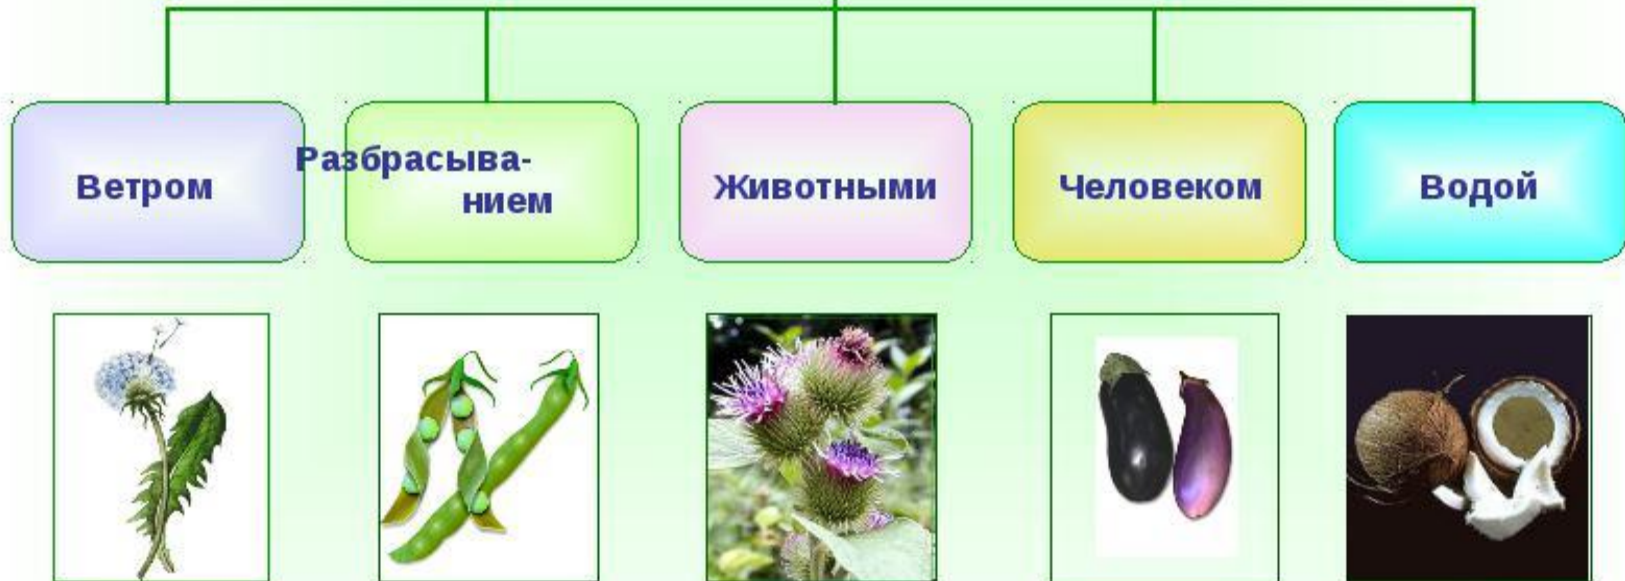 Ветром
Разбрасыва-
нием
Животными
Человеком
Водой